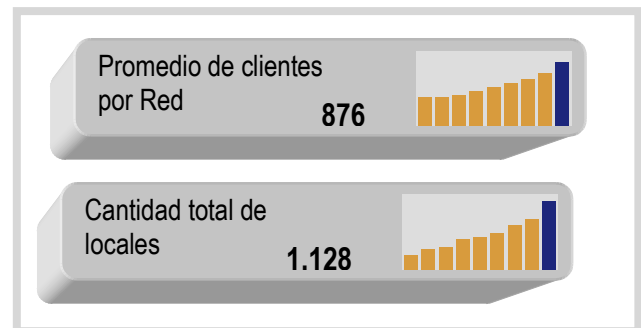 Promedio de clientes
por Red 876
Cantidad total de
locales 1.128